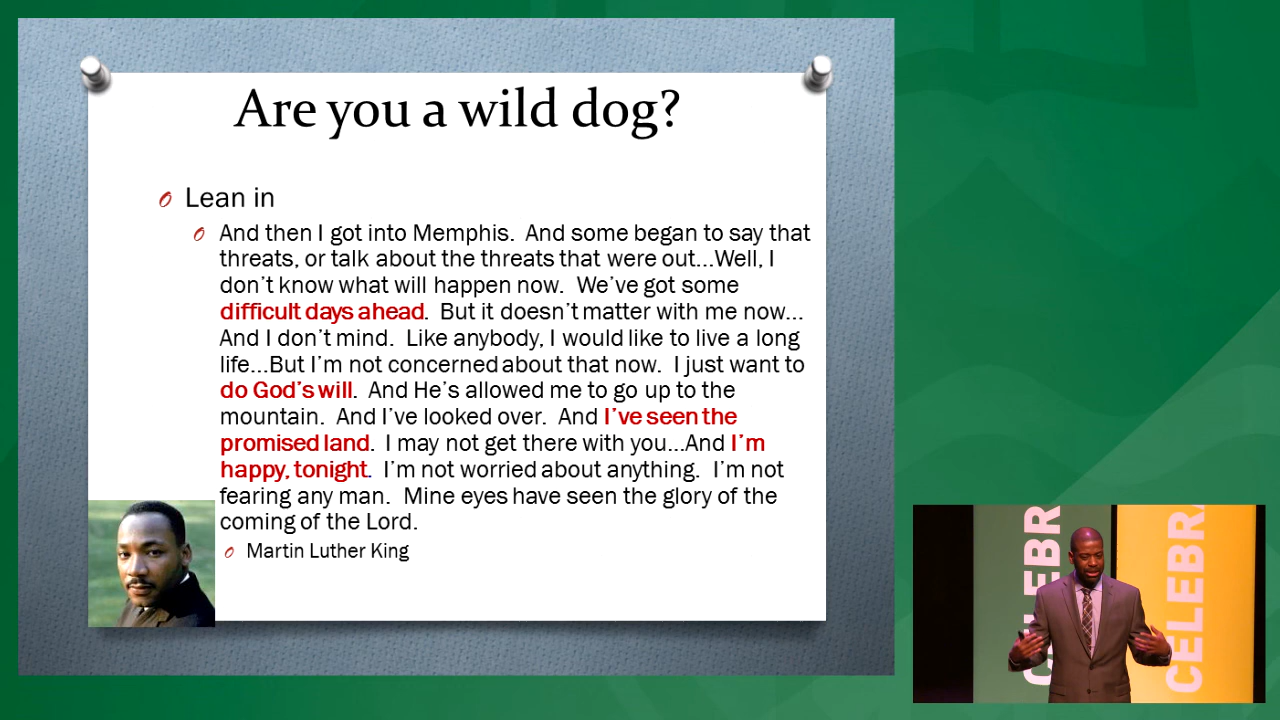 Are you a wild dog?
Lean in
And then I got into Memphis.  And some began to say that
threats, or talk about the threats that were out...Well, I
don't know what will happen now.  We've got some
difficult days ahead.  But it doesn't matter with me now...
And I don't mind.  Like anybody, I would like to live a long
life...But I'm not concerned about that now.  I just want to
do God's will.  And He's allowed me to go up to the
mountain.  And I've looked over.  And I've seen the
promised land.  I may not get there with you...And I'm
happy, tonight.  I'm not worried about anything.  I'm not
fearing any man.  Mine eyes have seen the glory of the
coming of the Lord.
Martin Luther King
CELEBR
CELEBRA